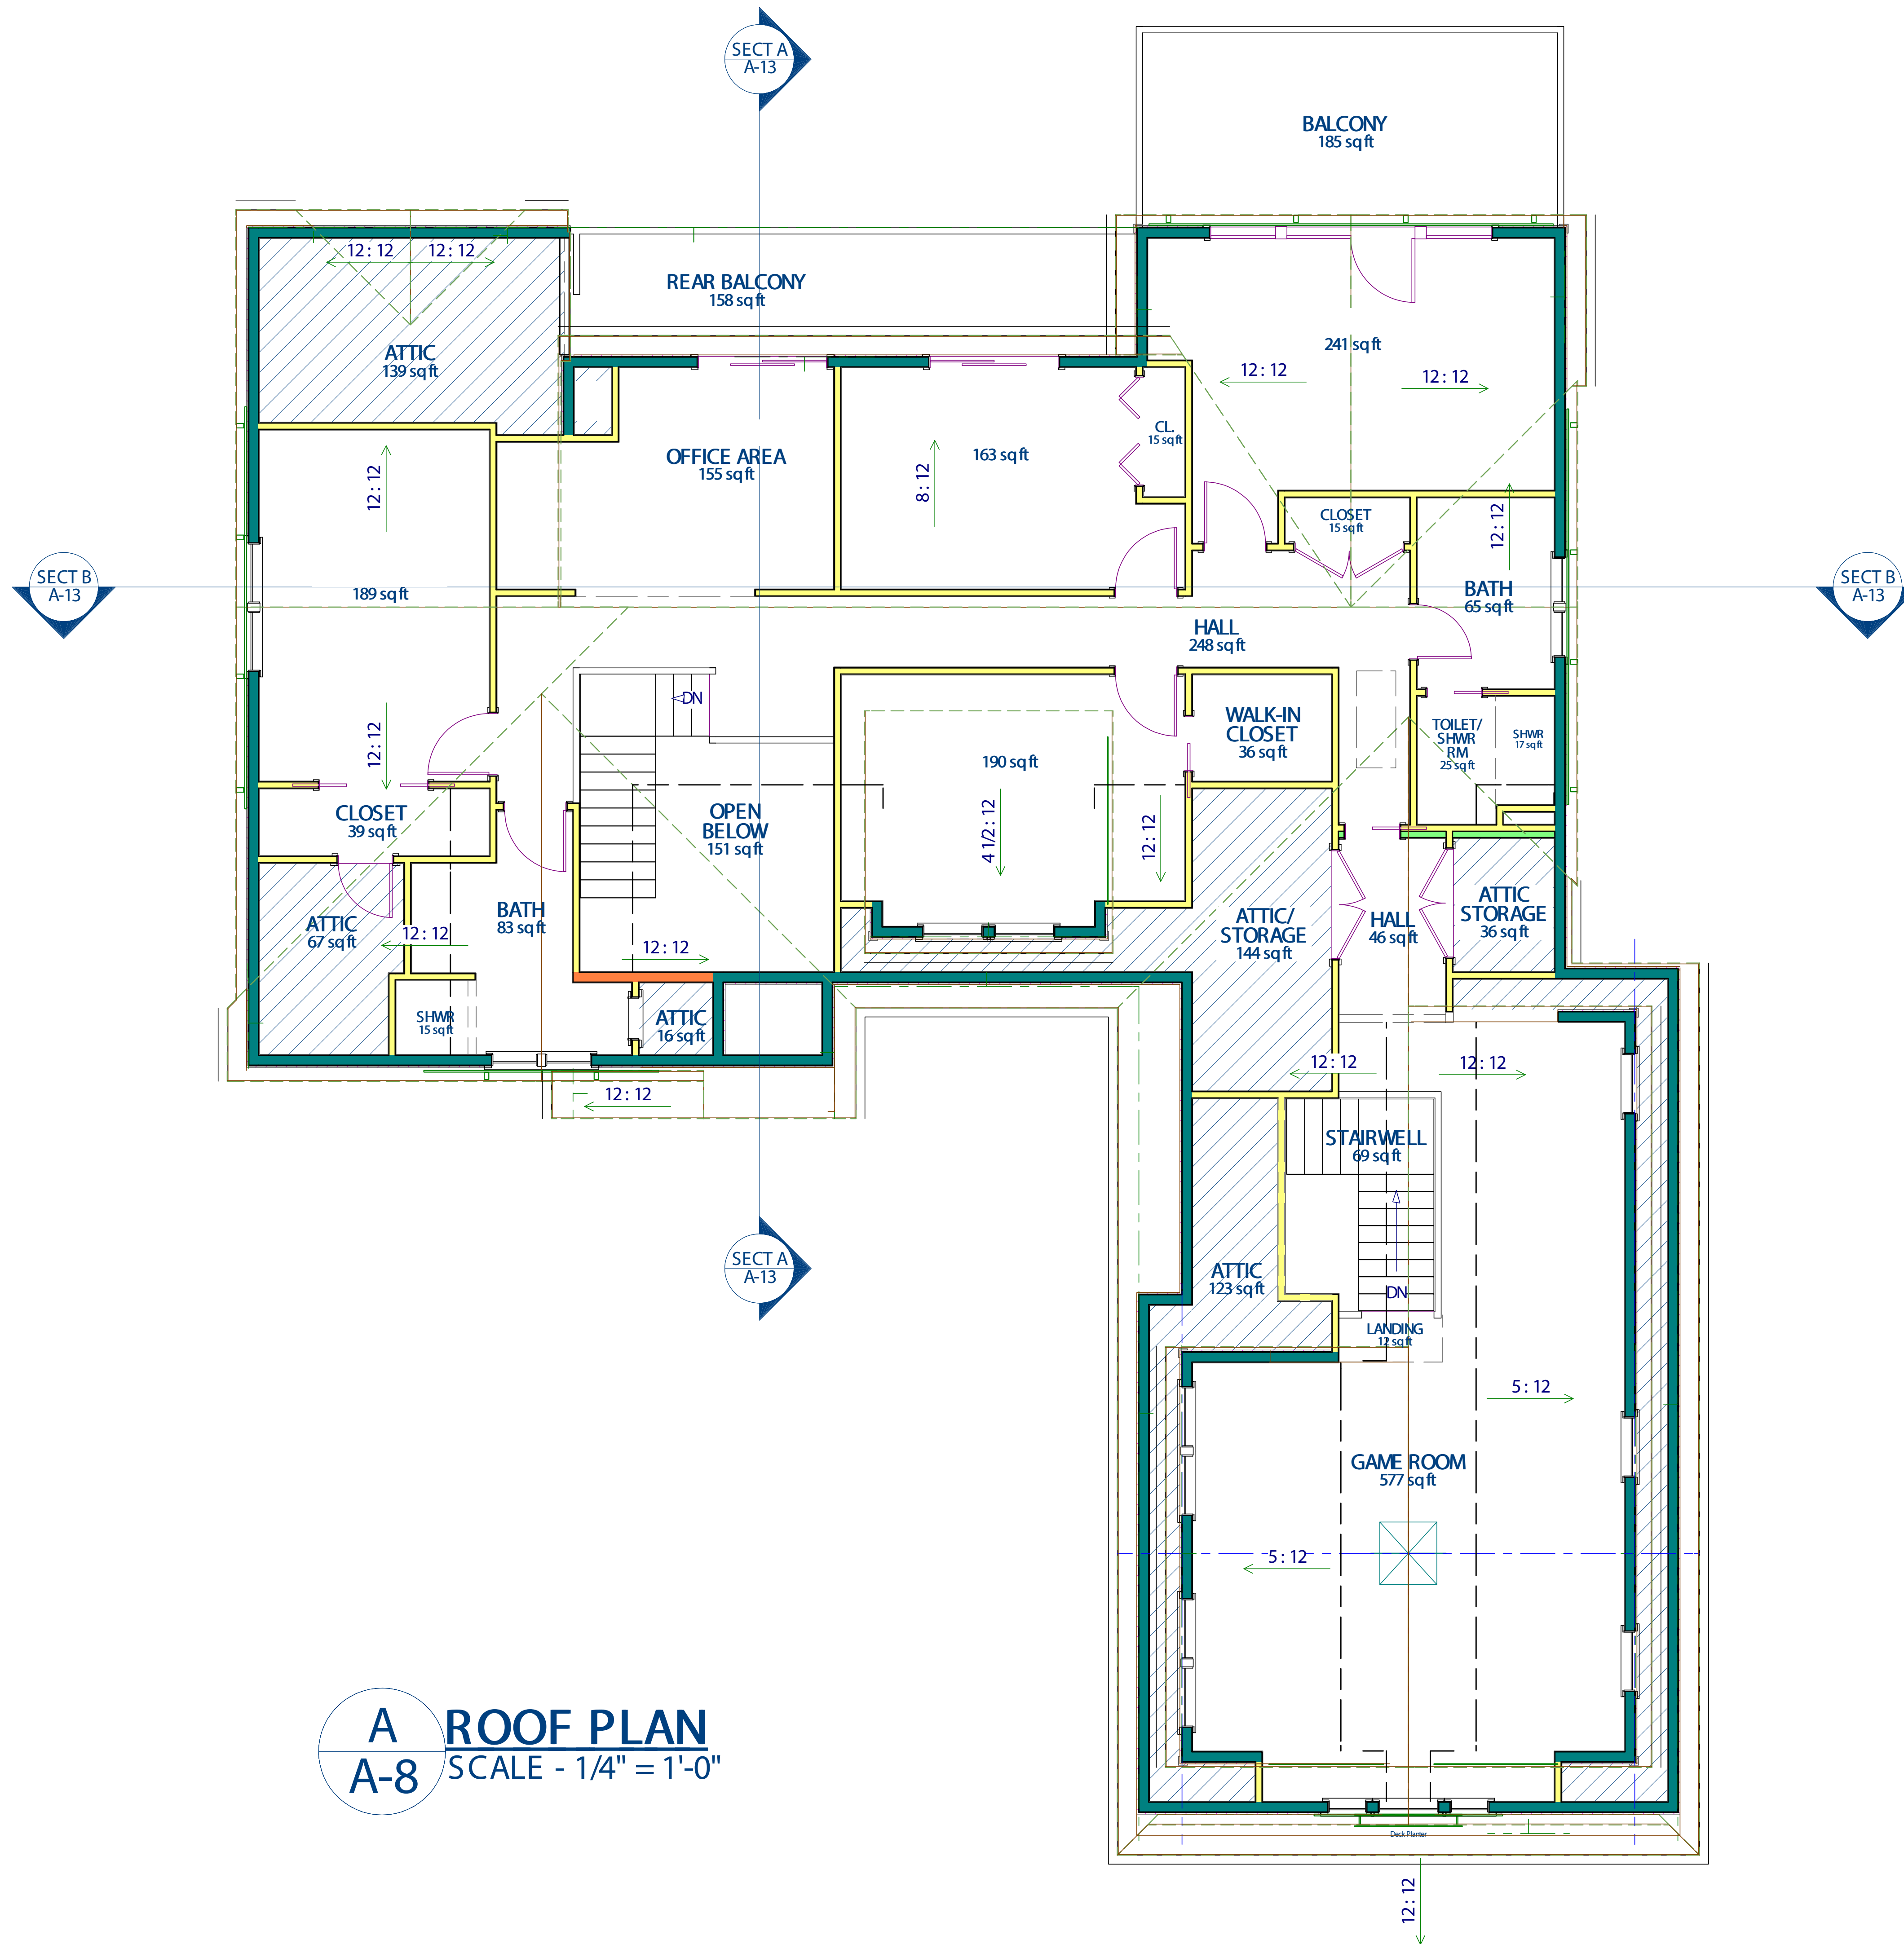 SECT A
A-13
BALCONY
185 sq ft
12 : 12
12 : 12
REAR BALCONY
158 sq ft
ATTIC
139 sq ft
241 sq ft
12 : 12
12 : 12
CL.
15 sq ft
OFFICE AREA
155 sq ft
163 sq ft
12 : 12
8 : 12
CLOSET
15 sq ft
12 : 12
SECT B
A-13
189 sq ft
BATH
65 sq ft
SECT B
A-13
HALL
248 sq ft
DN
WALK-IN
CLOSET
36 sq ft
TOILET/
SHWR
RM
25 sq ft
SHWR
17 sq ft
12 : 12
190 sq ft
CLOSET
39 sq ft
OPEN
BELOW
151 sq ft
4 1/2 : 12
12 : 12
ATTIC
67 sq ft
12 : 12
BATH
83 sq ft
12 : 12
ATTIC/
STORAGE
144 sq ft
HALL
46 sq ft
ATTIC
STORAGE
36 sq ft
SHWR
15 sq ft
ATTIC
16 sq ft
12 : 12
12 : 12
12 : 12
STAIRWELL
69 sq ft
SECT A
A-13
ATTIC
123 sq ft
DN
LANDING
12 sq ft
5 : 12
GAME ROOM
577 sq ft
5 : 12
A
A-8
ROOF PLAN
SCALE - 1/4" = 1'-0"
Deck Planter
12 : 12